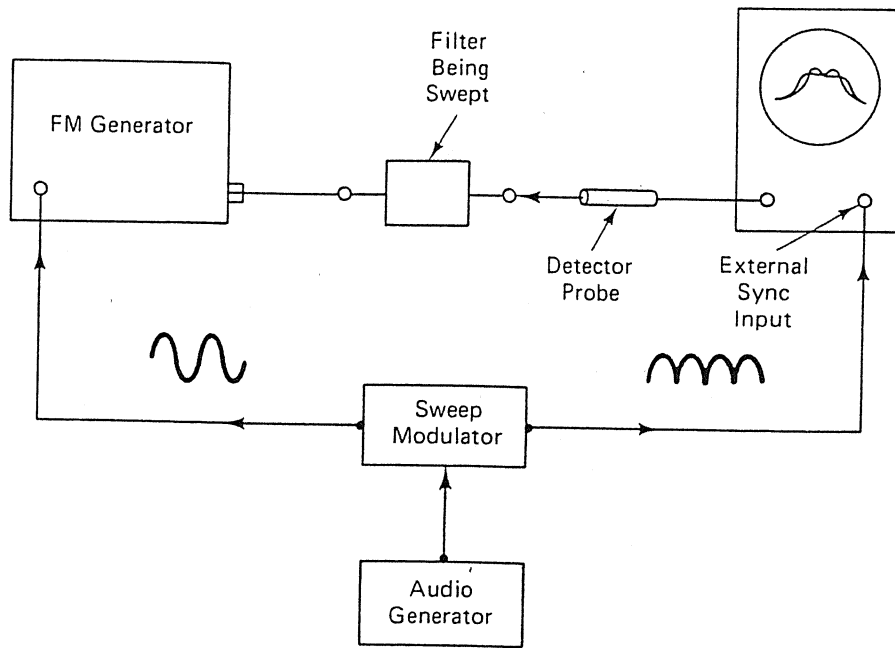 Filter
Being
Swept
FM Generator
Detector
Probe
External
Sync
Input
Sweep
Modulator
Audio
Generator